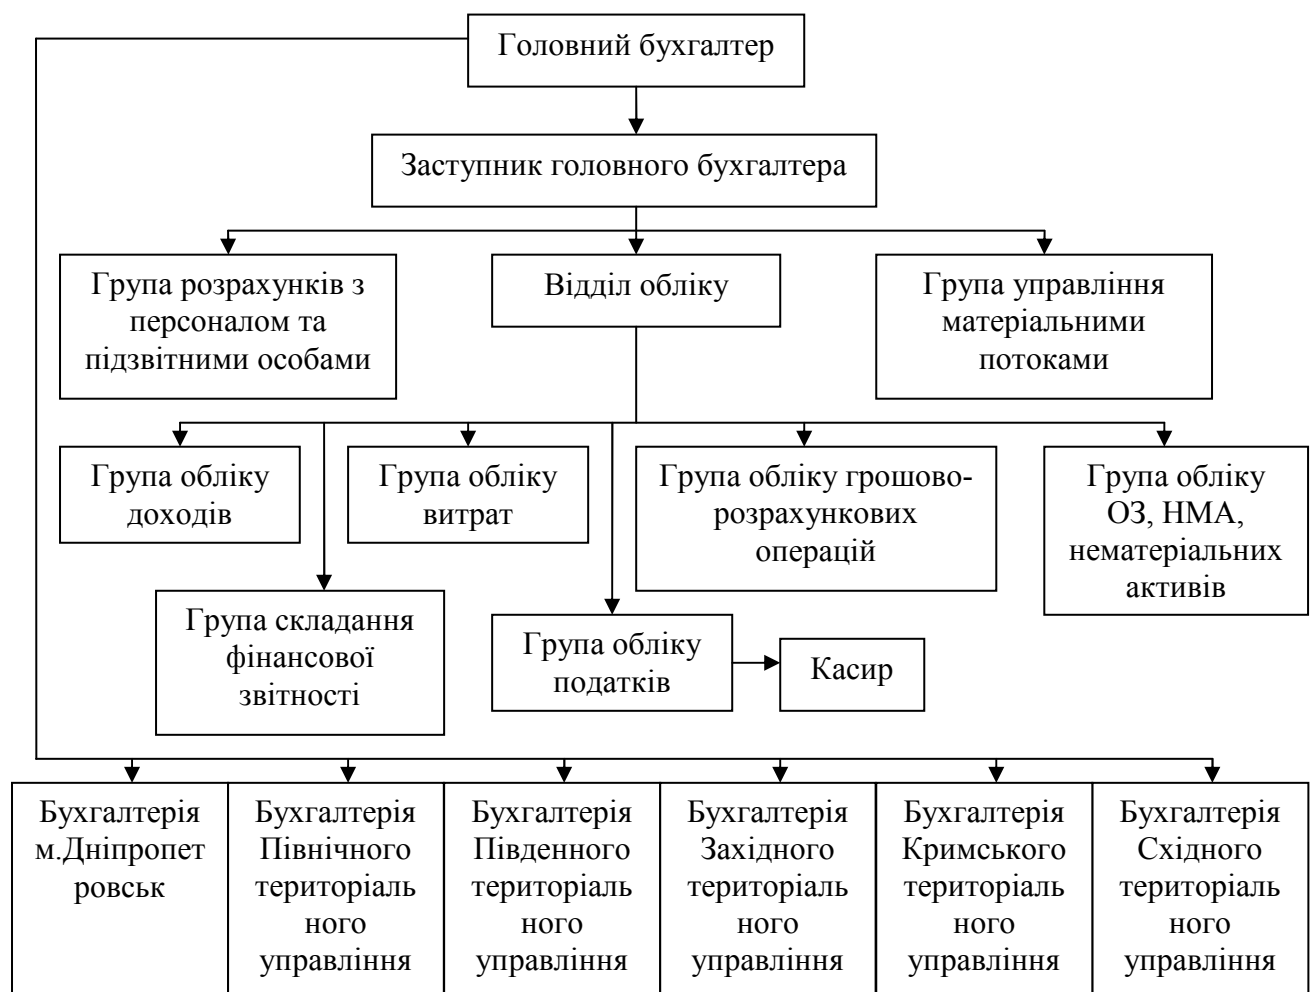 Головний бухгалтер
Заступник головного бухгалтера
Група розрахунків з
персоналом та
підзвітними особами
Відділ обліку
Група управління
матеріальними
потоками
Група обліку
доходів
Група обліку
витрат
Група обліку грошово-
розрахункових
операцій
Група обліку
ОЗ, НМА,
нематеріальних
активів
Група складання
фінансової
звітності
Група обліку
податків
Касир
Бухгалтерія
м.Дніпропет
ровськ
Бухгалтерія
Північного
територіаль
ного
управління
Бухгалтерія
Південного
територіаль
ного
управління
Бухгалтерія
Західного
територіаль
ного
управління
Бухгалтерія
Кримського
територіаль
ного
управління
Бухгалтерія
Східного
територіаль
ного
управління